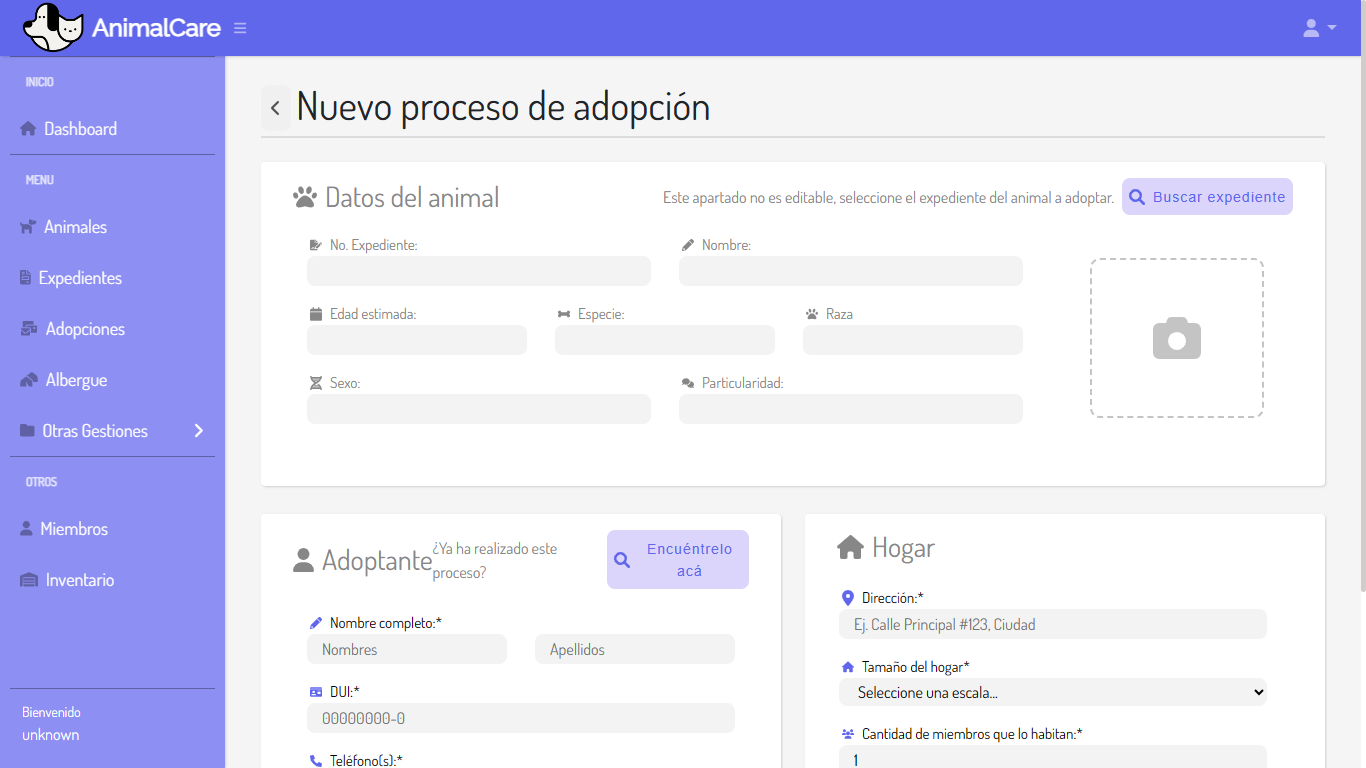 AnimalCare
INICIO
Dashboard
MENU
Animales
Expedientes
Adopciones
Albergue
Otras Gestiones
OTROS
Miembros
Inventario
Bienvenido
unknown
Nuevo proceso de adopción
Datos del animal
Este apartado no es editable, seleccione el expediente del animal a adoptar.
Buscar expediente
No. Expediente:
Nombre:
Edad estimada:
Especie:
Raza
Sexo:
Particularidad:
Adoptante
¿Ya ha realizado este
proceso?
Encuéntrelo
acá
Nombre completo:*
Nombres
Apellidos
DUI:*
00000000-0
Teléfono(s):*
Hogar
Dirección:*
Ej. Calle Principal #123, Ciudad
Tamaño del hogar*
Seleccione una escala...
Cantidad de miembros que lo habitan:*
1